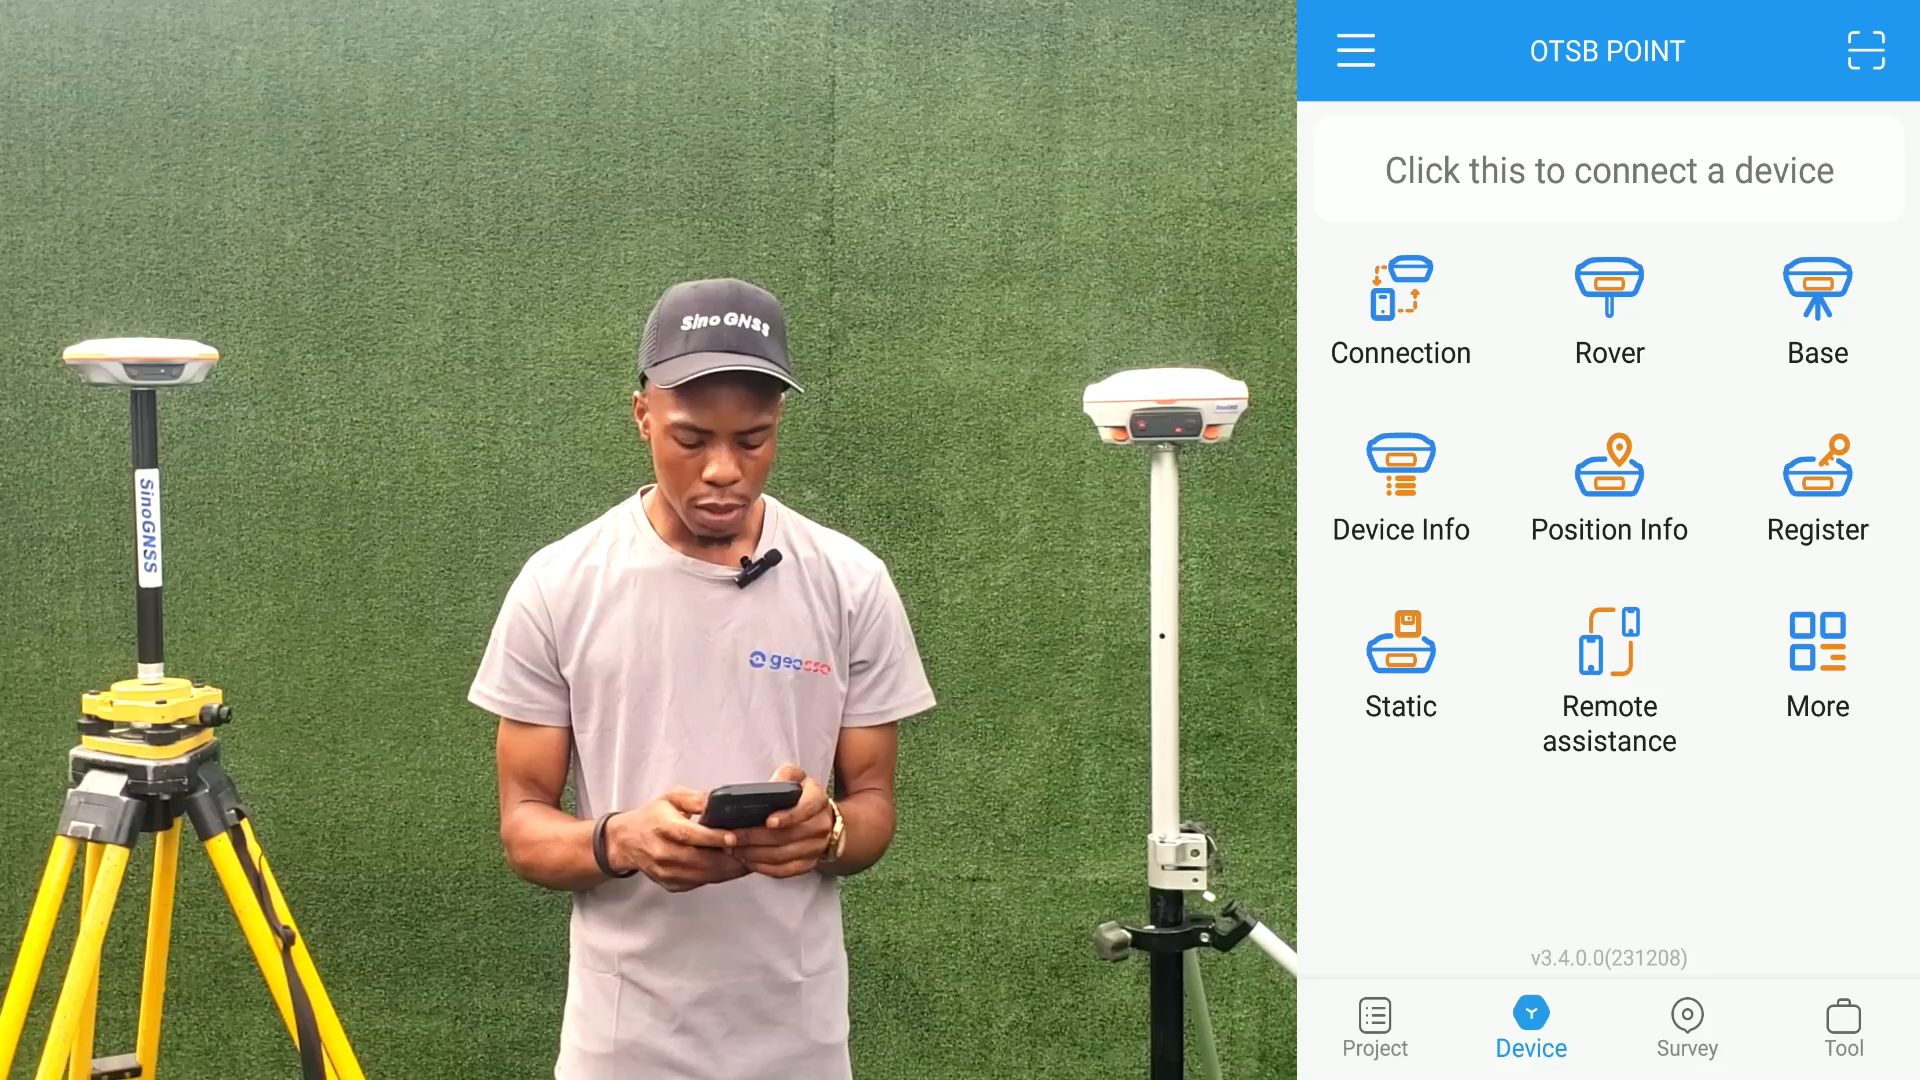 Sino GNSS
SinoGNSS
OTSB POINT
Click this to connect a device
Connection
Rover
Base
Device Info
Position Info
Register
Static
Remote
assistance
More
v3.4.0.0(231208)
Project
Device
Survey
Tool